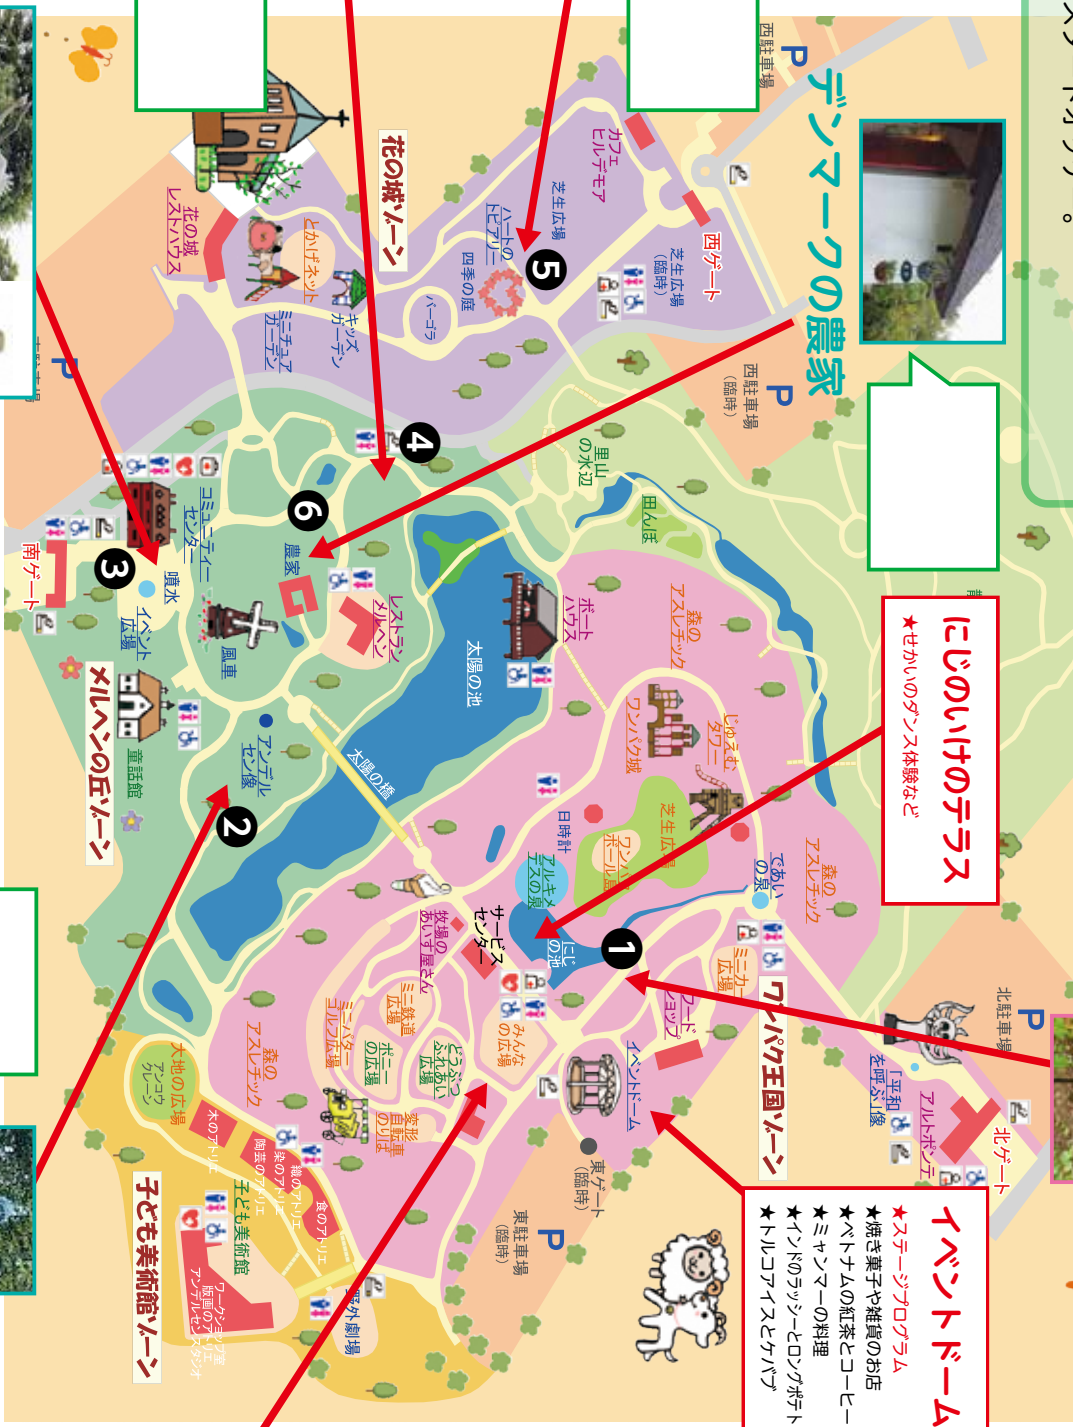 デンマークの農家
にじのいけのテラス
★せかいのダンス体験など
イベントドーム
★ステージプログラム
★焼き菓子や雑貨のお店
★ベトナムの紅茶とコーヒー
★ミャンマーの料理
★インドのラッシーとロングポテト
★トルコアイスとケバブ
P
西駐車場
カフェ
ヒルデモア
西ゲート
芝生広場
芝生広場
(臨時)
ハートの
トピアリー
四季の庭
5
パーゴラ
花の城ゾーン
花の城
レストハウス
とかげネット
キッズ
ガーデン
ミニチュア
ガーデン
P
西駐車場
(臨時)
P
里山
の水辺
田んぼ
4
6
農家
コミュニティー
センター
3
噴水
イベント
広場
南ゲート
風車
レストラン
メルヘン
ボート
ハウス
太陽の池
太陽の橋
アンデル
セン像
童話館
メルヘンの丘ゾーン
2
森の
アスレチック
じゅえむ
タワー
ワンパク城
芝生広場
ワンパク
ボール島
日時計
アルキメ
デスの泉
であい
の泉
森の
アスレチック
にじ
の池
1
サービス
センター
牧場の
あいす屋さん
ミニカー
広場
フード
ショップ
ワンパク王国ゾーン
P
北駐車場
「平和
を呼ぶ」像
アルトポンテ
北ゲート
イベントドーム
みんな
の広場
ミニ鉄道
広場
ミニパター
ゴルフ広場
ポニー
の広場
どうぶつ
ふれあい
広場
変形
自転車
のりば
森の
アスレチック
東ゲート
(臨時)
P
東駐車場
(臨時)
大地の広場
アンコウ
クレーン
木のアトリエ
陶芸のアトリエ
染のアトリエ
織のアトリエ
食のアトリエ
子ども美術館
ワークショップ室
版画のアトリエ
アンデルセンスタジオ
野外劇場
子ども美術館ゾーン